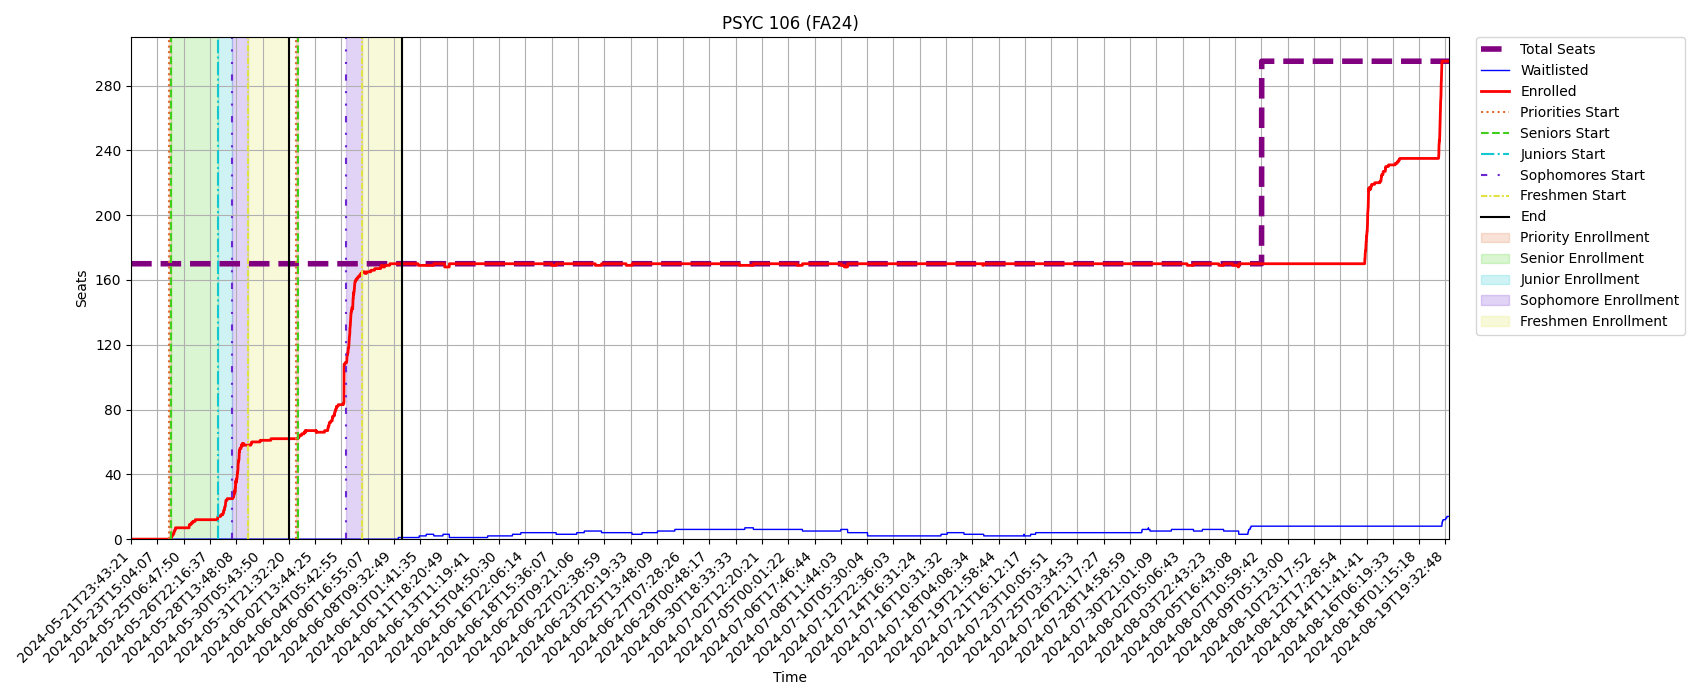 PSYC 106 (FA24)
Seats
280
240
200
160
120
80
40
0
2024-05-21T23:43:21
2024-05-23T15:04:07
2024-05-25T06:47:50
2024-05-26T22:16:37
2024-05-28T13:48:08
2024-05-30T05:43:50
2024-05-31T21:32:20
2024-06-02T13:44:25
2024-06-04T05:42:55
2024-06-06T16:55:07
2024-06-08T09:32:49
2024-06-10T01:41:35
2024-06-11T18:20:49
2024-06-13T11:19:41
2024-06-15T04:50:30
2024-06-16T22:06:14
2024-06-18T15:36:07
2024-06-20T09:21:06
2024-06-22T02:38:59
2024-06-23T20:19:33
2024-06-25T13:48:09
2024-06-27T07:28:26
2024-06-29T00:48:17
2024-06-30T18:33:33
2024-07-02T12:20:21
2024-07-05T00:01:22
2024-07-06T17:46:44
2024-07-08T11:44:03
2024-07-10T05:30:04
2024-07-12T22:36:03
2024-07-14T16:31:24
2024-07-16T10:31:32
2024-07-18T04:08:34
2024-07-19T21:58:44
2024-07-21T16:12:17
2024-07-23T10:05:51
2024-07-25T03:34:53
2024-07-26T21:17:27
2024-07-28T14:58:59
2024-07-30T21:01:09
2024-08-02T05:06:43
2024-08-03T22:43:23
2024-08-05T16:43:08
2024-08-07T10:59:42
2024-08-09T05:13:00
2024-08-10T23:17:52
2024-08-12T17:28:54
2024-08-14T11:41:41
2024-08-16T06:19:33
2024-08-18T01:15:18
2024-08-19T19:32:48
Time
Total Seats
Waitlisted
Enrolled
Priorities Start
Seniors Start
Juniors Start
Sophomores Start
Freshmen Start
End
Priority Enrollment
Senior Enrollment
Junior Enrollment
Sophomore Enrollment
Freshmen Enrollment